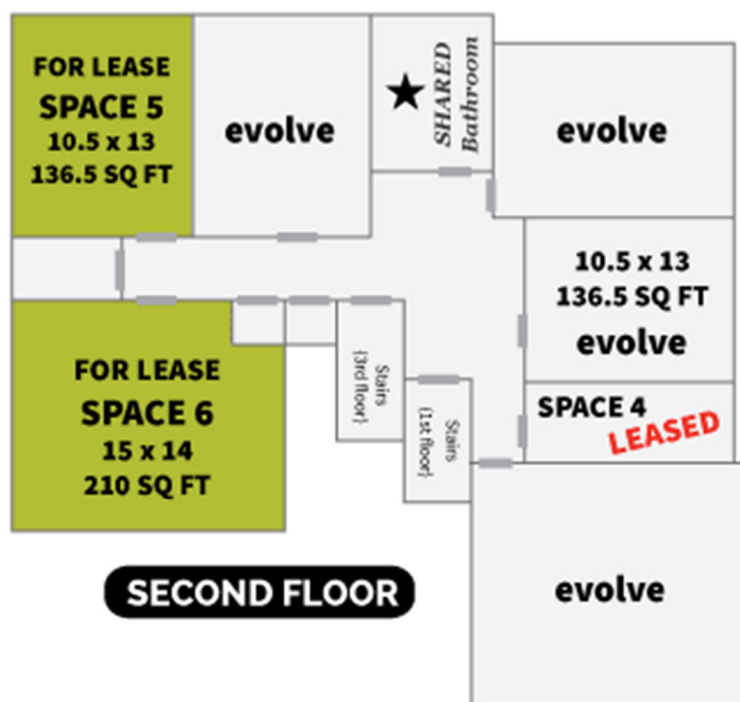 FOR LEASE
SPACE 5
10.5 x 13
136.5 SQ FT
evolve
SHARED
Bathroom
evolve
10.5 x 13
136.5 SQ FT
evolve
SPACE 4
LEASED
FOR LEASE
SPACE 6
15 x 14
210 SQ FT
Stairs
{3rd floor}
Stairs
{1st floor}
evolve
SECOND FLOOR